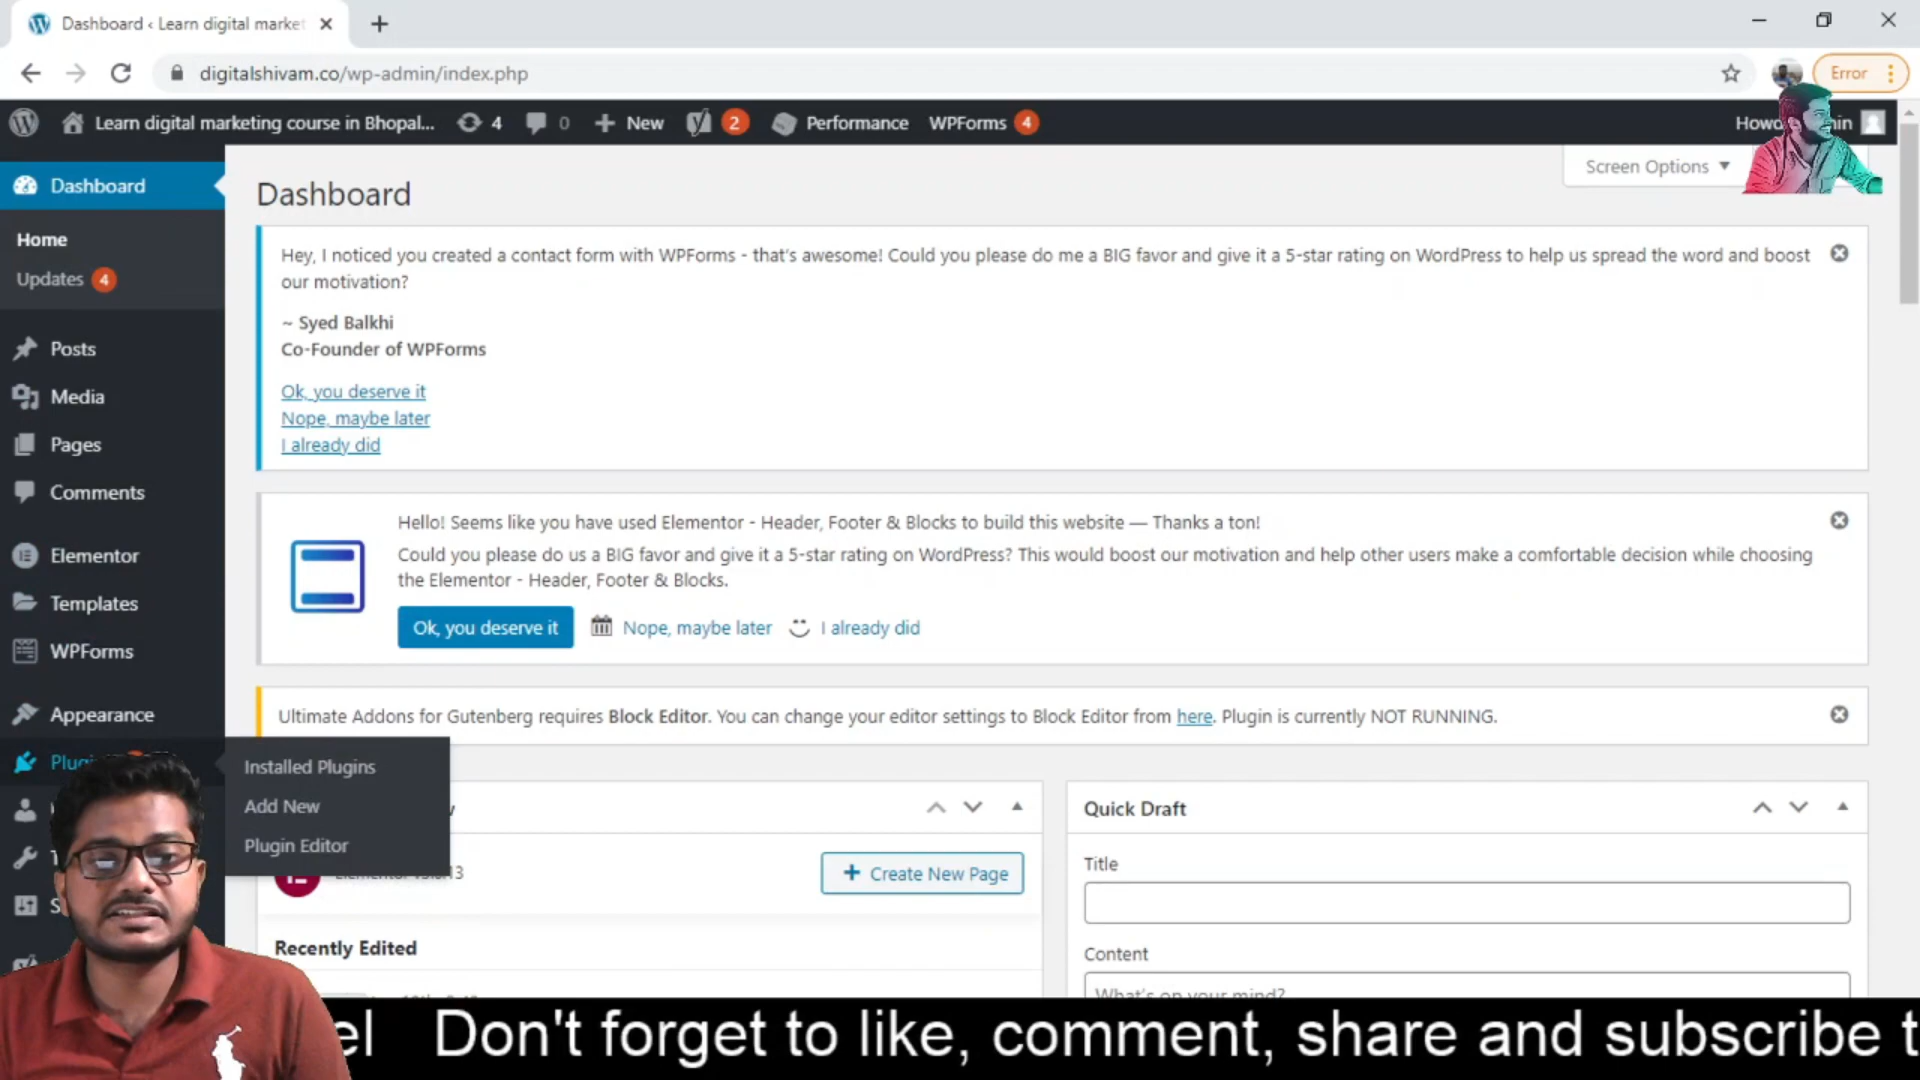 Dashboard ‹ Learn digital market
digitalshivam.co/wp-admin/index.php
Error
Learn digital marketing course in Bhopal...
4
0
New
2
Performance
WPForms 4
Screen Options
Dashboard
Home
Updates 4
Posts
Media
Pages
Comments
Elementor
Templates
WPForms
Appearance
Installed Plugins
Add New
Plugin Editor
Dashboard
Hey, I noticed you created a contact form with WPForms - that's awesome! Could you please do me a BIG favor and give it a 5-star rating on WordPress to help us spread the word and boost
our motivation?
~ Syed Balkhi
Co-Founder of WPForms
Ok, you deserve it
Nope, maybe later
I already did
Hello! Seems like you have used Elementor - Header, Footer & Blocks to build this website — Thanks a ton!
Could you please do us a BIG favor and give it a 5-star rating on WordPress? This would boost our motivation and help other users make a comfortable decision while choosing
the Elementor - Header, Footer & Blocks.
Ok, you deserve it
Nope, maybe later
I already did
Ultimate Addons for Gutenberg requires Block Editor. You can change your editor settings to Block Editor from here. Plugin is currently NOT RUNNING.
Create New Page
Recently Edited
Quick Draft
Title
Content
What's on your mind?
el Don't forget to like, comment, share and subscribe t